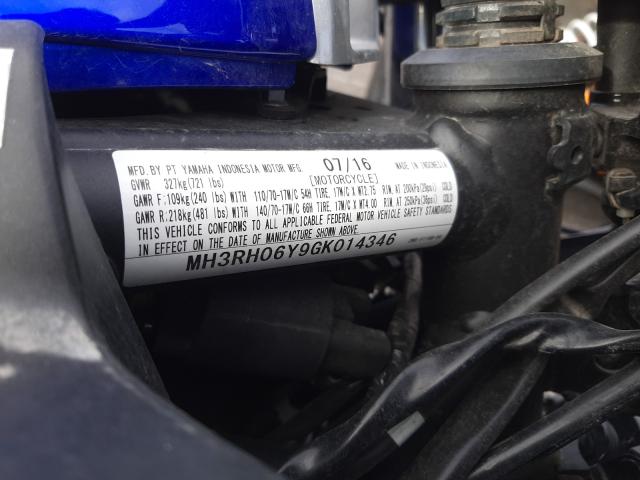 MFD. BY PT YAMAHA INDONESIA MOTOR MFG. 07/16 MADE IN INDONESIA
GVWR 327kg(721 lbs) [MOTORCYCLE]
GAWR F:109kg(240 lbs) WITH 110/70-17M/C 54H TIRE, 17M/C X MT2.75 RIM, AT 200kPa(29psi) COLD
GAWR R:218kg(481 lbs) WITH 140/70-17M/C 66H TIRE, 17M/C X MT4.00 RIM, AT 250kPa(36psi) COLD
THIS VEHICLE CONFORMS TO ALL APPLICABLE FEDERAL MOTOR VEHICLE SAFETY STANDARDS
IN EFFECT ON THE DATE OF MANUFACTURE SHOWN ABOVE
MH3RH06Y9GK014346